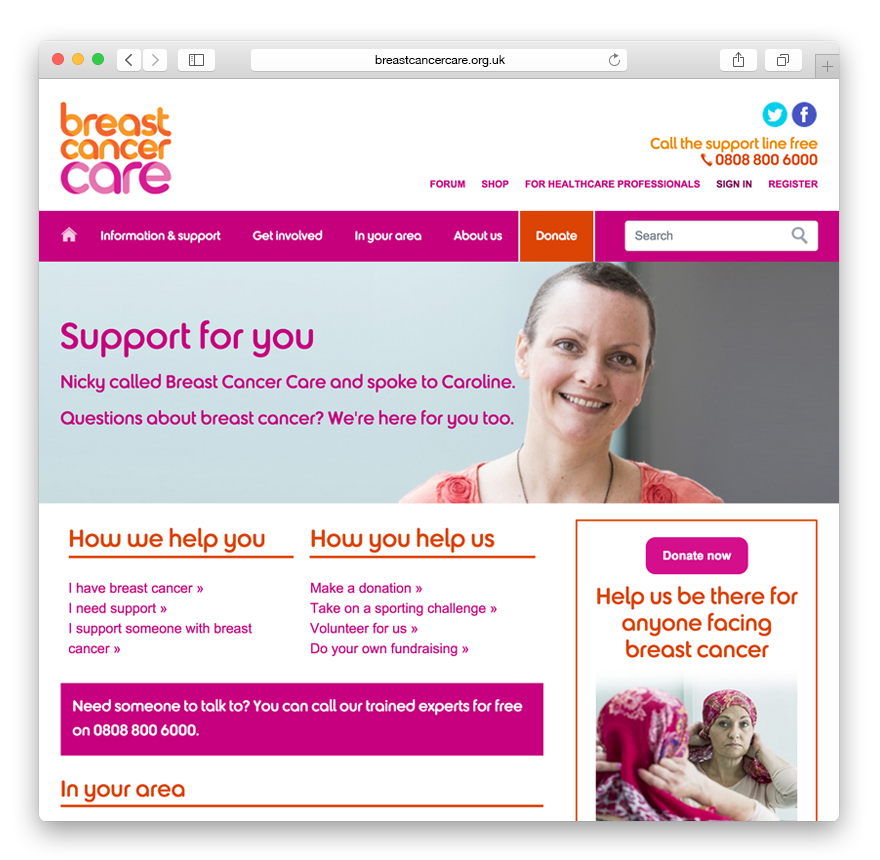 breastcancercare.org.uk
breast
cancer
care
Call the support line free
0808 800 6000
FORUM SHOP FOR HEALTHCARE PROFESSIONALS SIGN IN REGISTER
Information & support Get involved In your area About us Donate Search
Support for you
Nicky called Breast Cancer Care and spoke to Caroline.
Questions about breast cancer? We're here for you too.
How we help you
I have breast cancer »
I need support »
I support someone with breast
cancer »
How you help us
Make a donation »
Take on a sporting challenge »
Volunteer for us »
Do your own fundraising »
Need someone to talk to? You can call our trained experts for free
on 0808 800 6000.
In your area
Donate now
Help us be there for
anyone facing
breast cancer